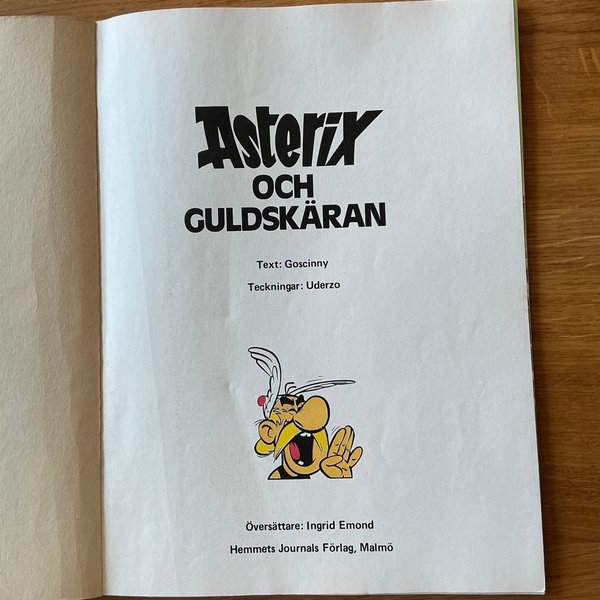 Asterix
OCH
GULDSKÄRAN
Text: Goscinny
Teckningar: Uderzo
Översättare: Ingrid Emond
Hemmets Journals Förlag, Malmö